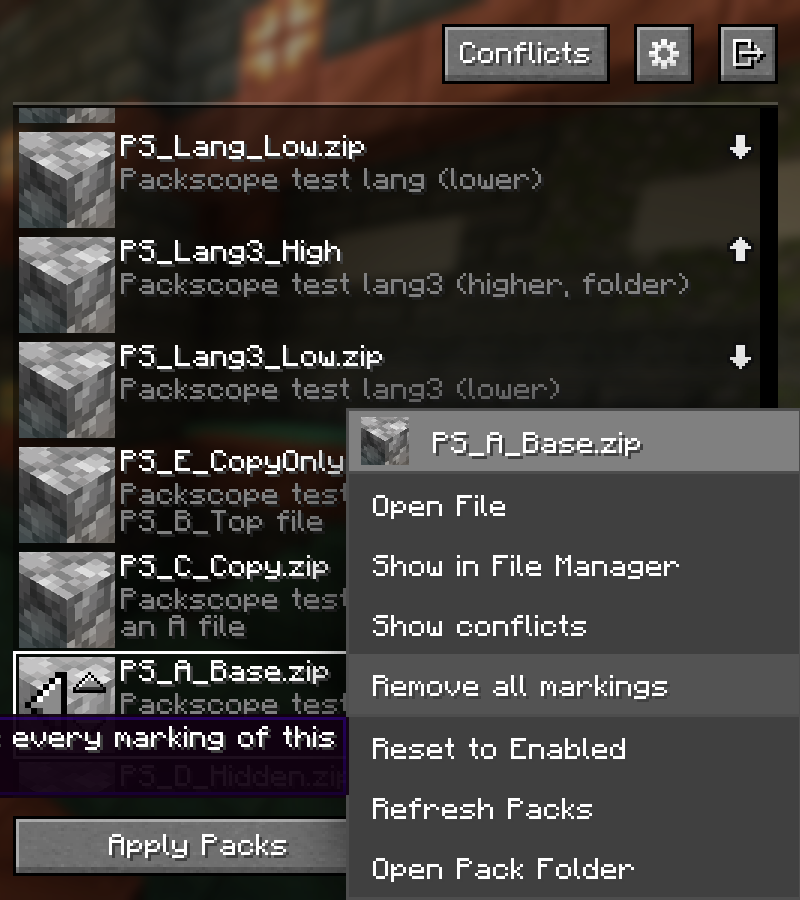 Conflicts
PS_Lang_Low.zip
Packscope test lang (lower)
PS_Lang3_High
Packscope test lang3 (higher, folder)
PS_Lang3_Low.zip
Packscope test lang3 (lower)
PS_E_CopyOnly
Packscope test
PS_B_Top file
PS_C_Copy.zip
Packscope test
an A file
PS_A_Base.zip
Packscope test
every marking of this
PS_D_Hidden.zip
Apply Packs
PS_A_Base.zip
Open File
Show in File Manager
Show conflicts
Remove all markings
Reset to Enabled
Refresh Packs
Open Pack Folder